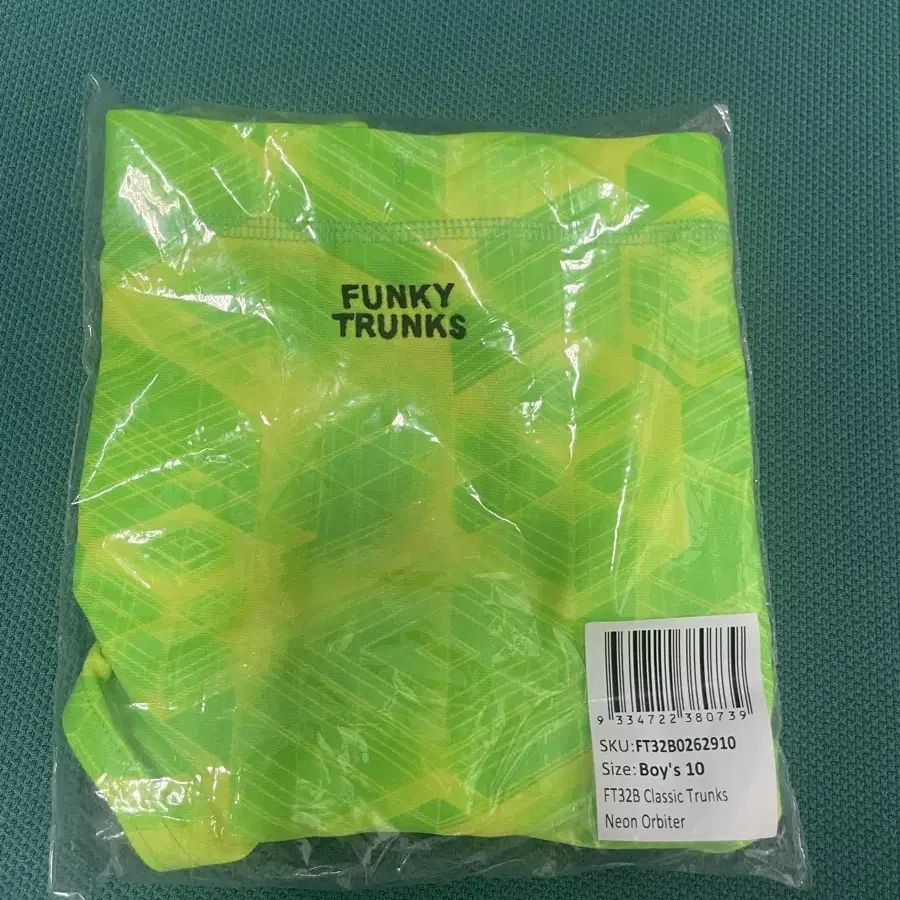 FUNKY
TRUNKS
9 334722 380739
SKU:FT32B0262910
Size: Boy's 10
FT32B Classic Trunks
Neon Orbiter